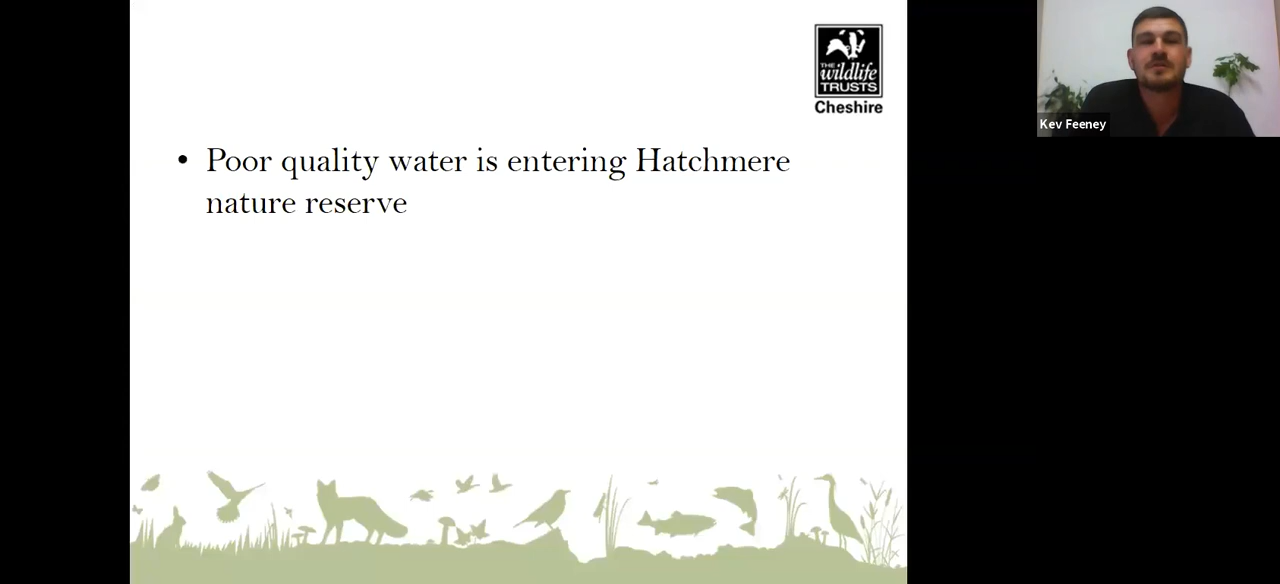 THE
wildlife
TRUSTS
Cheshire
Kev Feeney
• Poor quality water is entering Hatchmere
nature reserve